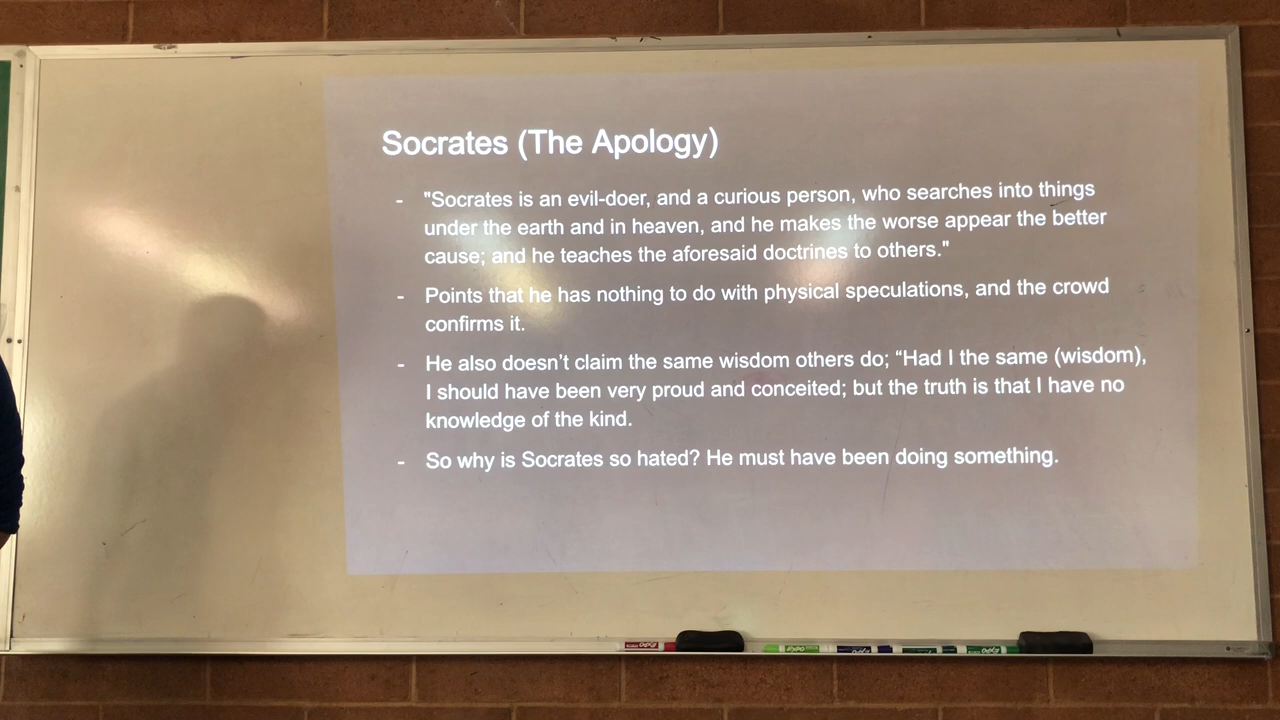 Socrates (The Apology)
- "Socrates is an evil-doer, and a curious person, who searches into things
under the earth and in heaven, and he makes the worse appear the better
cause; and he teaches the aforesaid doctrines to others."
- Points that he has nothing to do with physical speculations, and the crowd
confirms it.
- He also doesn’t claim the same wisdom others do; “Had I the same (wisdom),
I should have been very proud and conceited; but the truth is that I have no
knowledge of the kind.
- So why is Socrates so hated? He must have been doing something.
EXPO